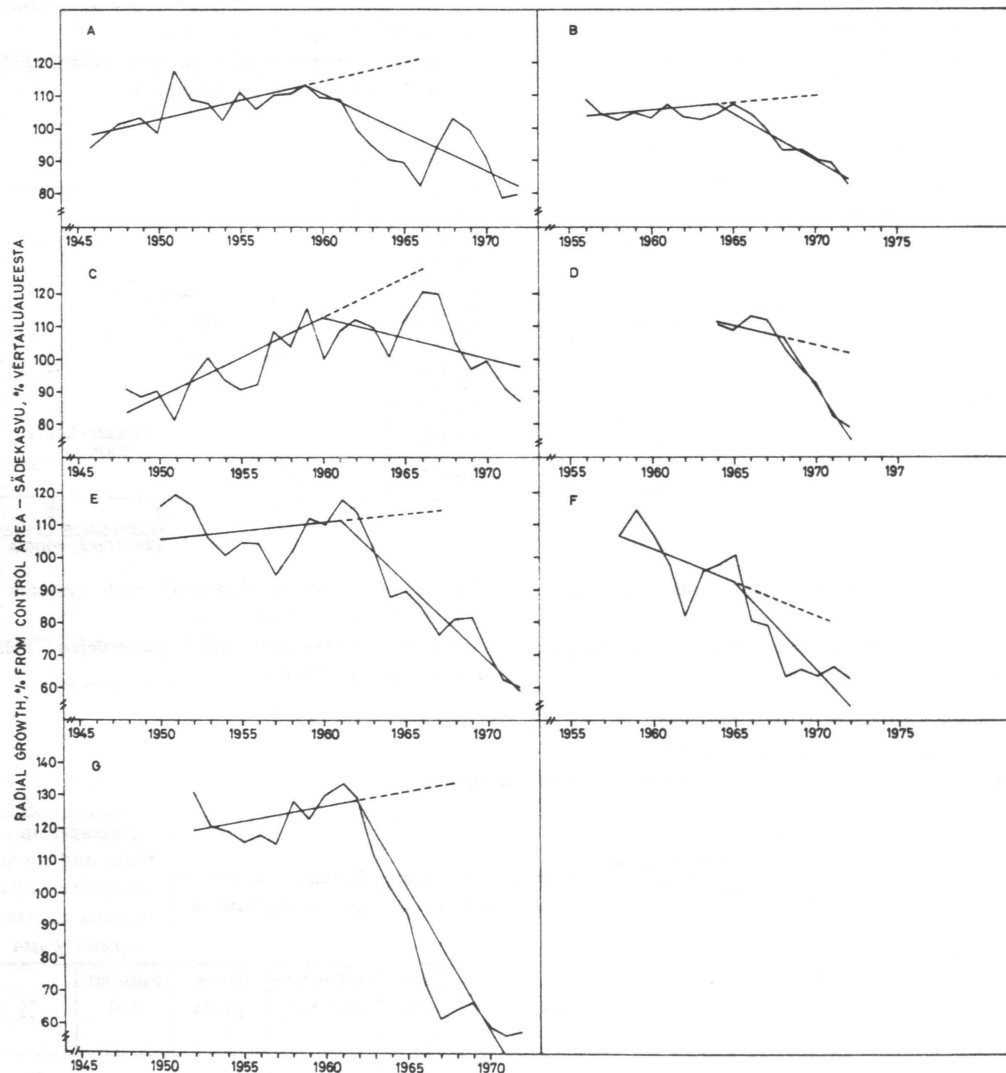 RADIAL GROWTH, % FROM CONTROL AREA – SÄDEKASVU, % VERTAILUALUEESTA
A
120
110
100
90
80
1945 1950 1955 1960 1965 1970
B
1955 1960 1965 1970 1975
C
120
110
100
90
80
1945 1950 1955 1960 1965 1970
D
1955 1960 1965 1970 197
E
120
110
100
90
80
70
60
1945 1950 1955 1960 1965 1970
F
1955 1960 1965 1970 1975
G
140
130
120
110
100
90
80
70
60
1945 1950 1955 1960 1965 1970